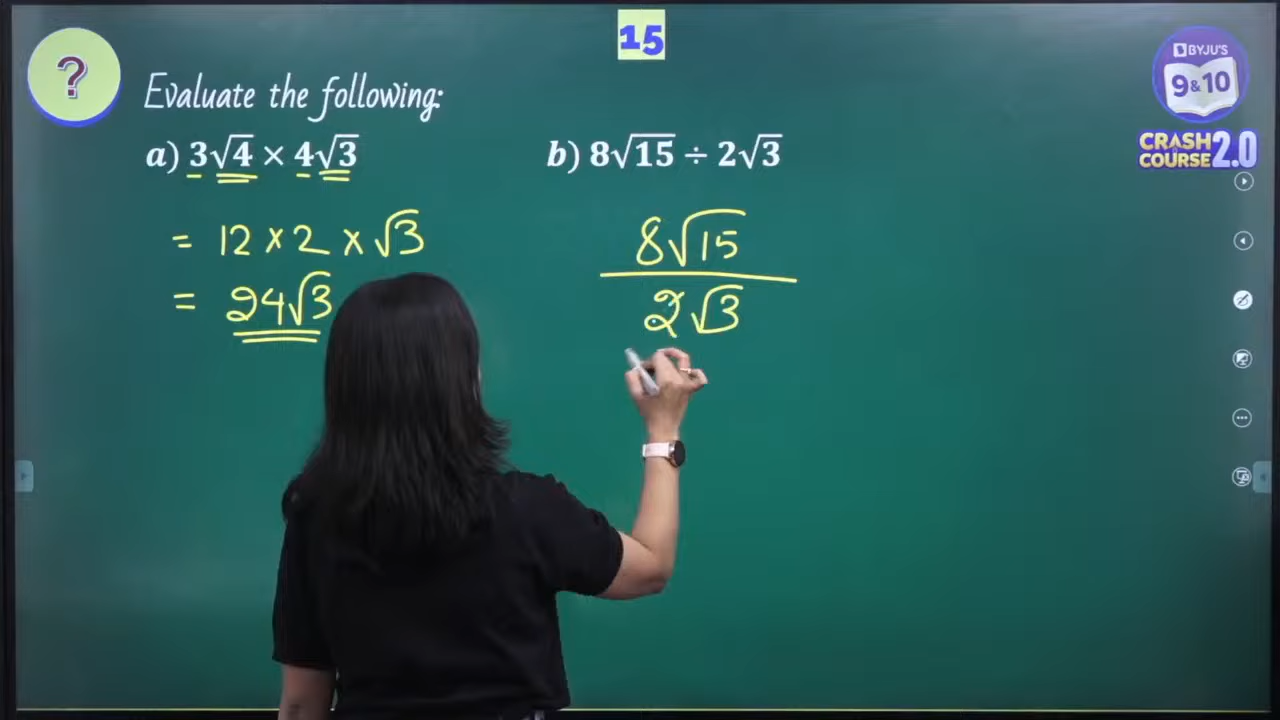 15
?
BYJU'S
9&10
CRASH COURSE 2.0
Evaluate the following:
a) 3√4 × 4√3
= 12 × 2 × √3
= 24√3
b) 8√15 ÷ 2√3
8√15
2√3